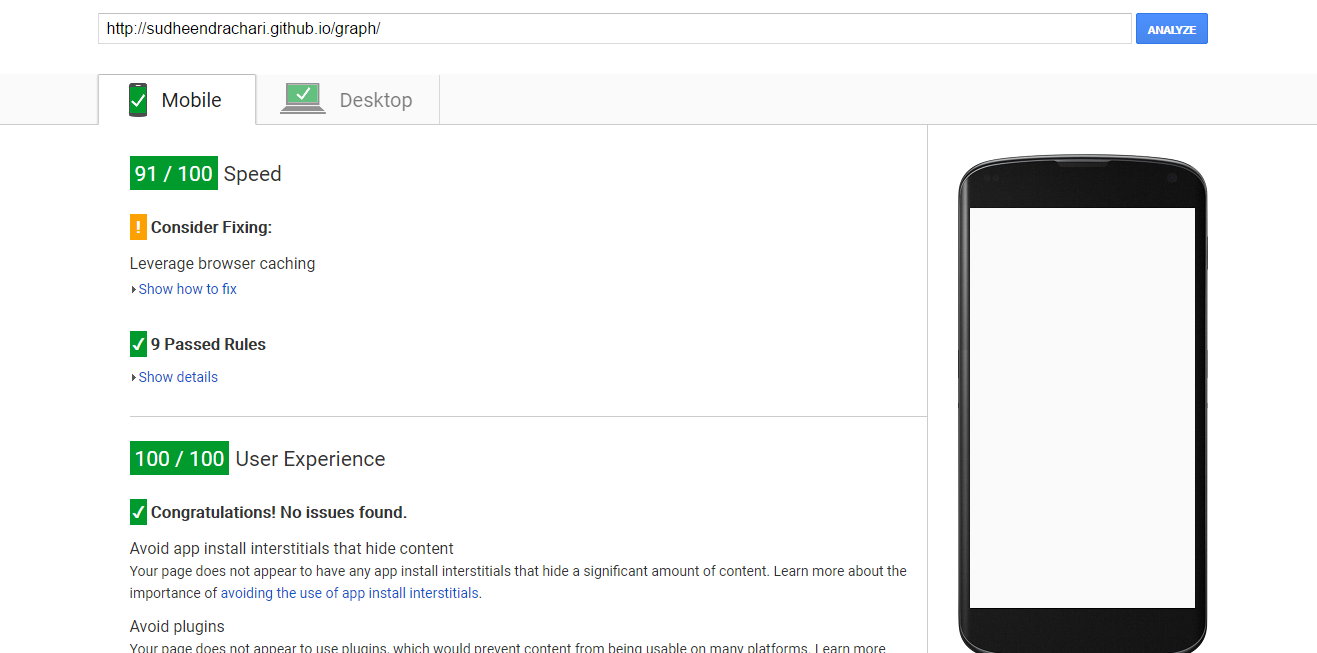 http://sudheendrachari.github.io/graph/
ANALYZE
Mobile
Desktop
91 / 100 Speed
! Consider Fixing:
Leverage browser caching
Show how to fix
9 Passed Rules
Show details
100 / 100 User Experience
Congratulations! No issues found.
Avoid app install interstitials that hide content
Your page does not appear to have any app install interstitials that hide a significant amount of content. Learn more about the
importance of avoiding the use of app install interstitials.
Avoid plugins
Your page does not appear to use plugins, which would prevent content from being usable on many platforms. Learn more